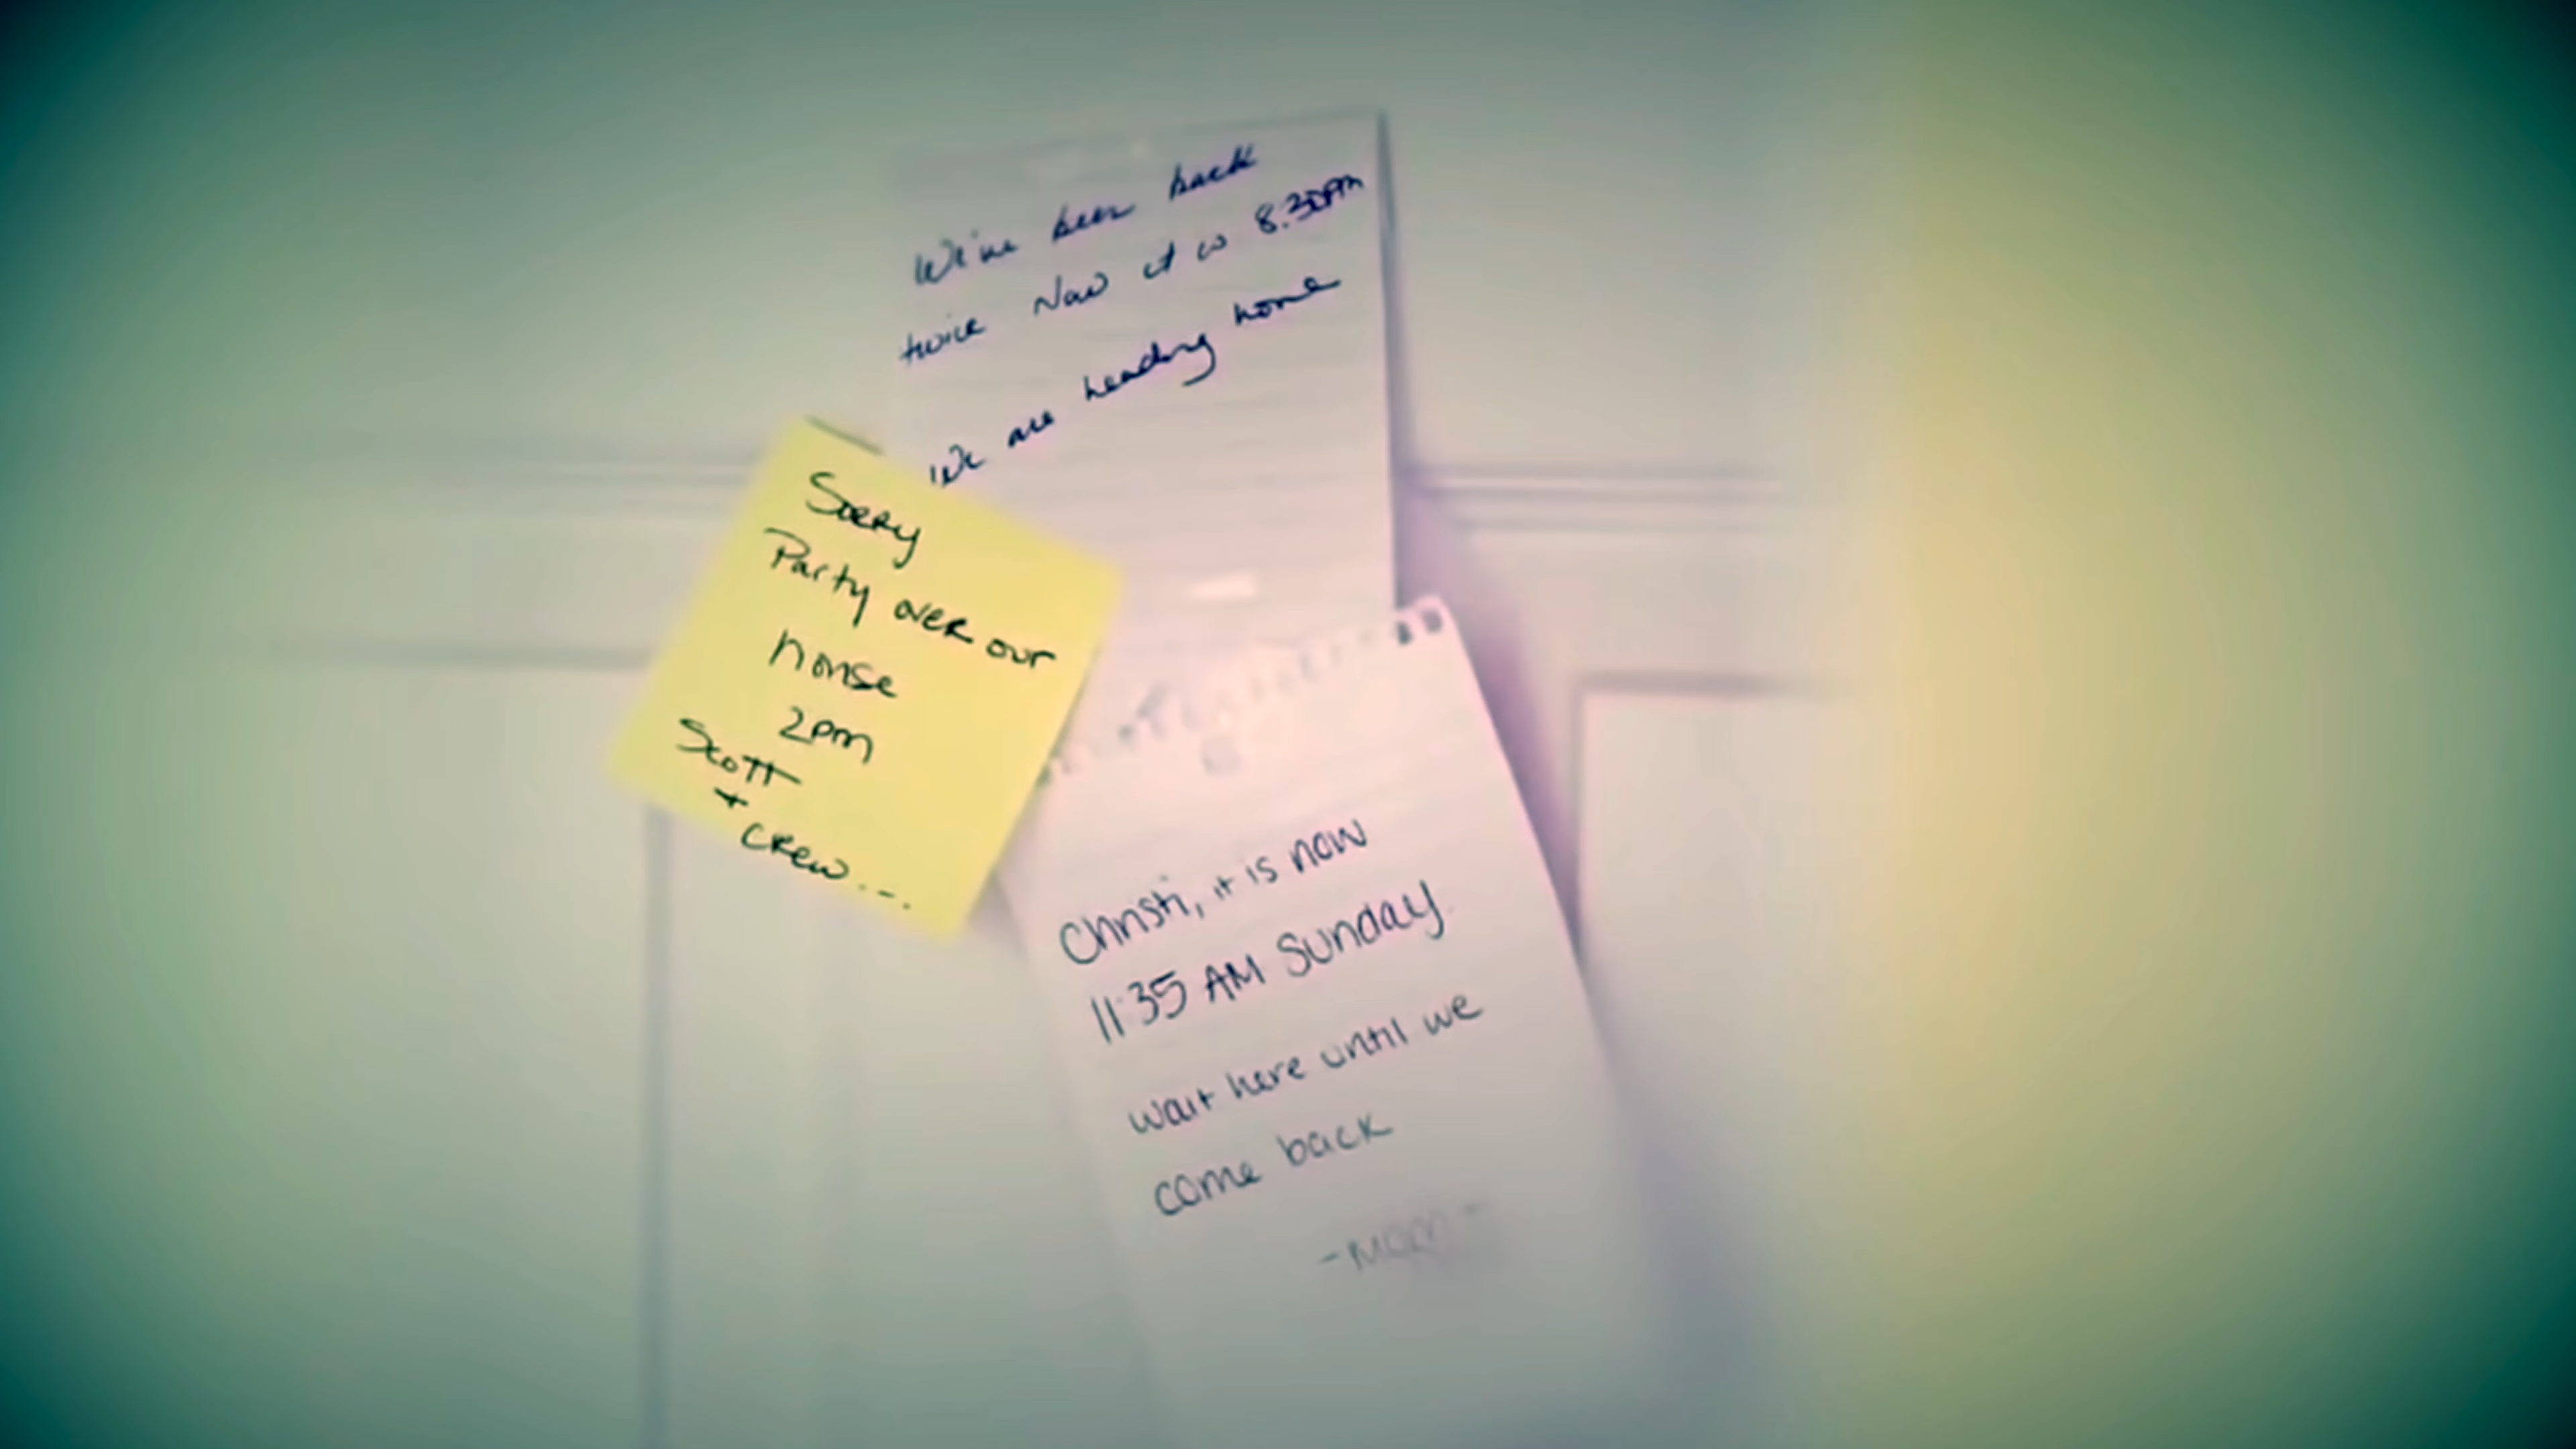 We've been back
twice Now it is 8:30pm
We are heading home
Sorry
Party over our
house
2pm
Scott
+
crew...
Christi, it is now
11:35 AM Sunday.
wait here until we
come back
-Mom-